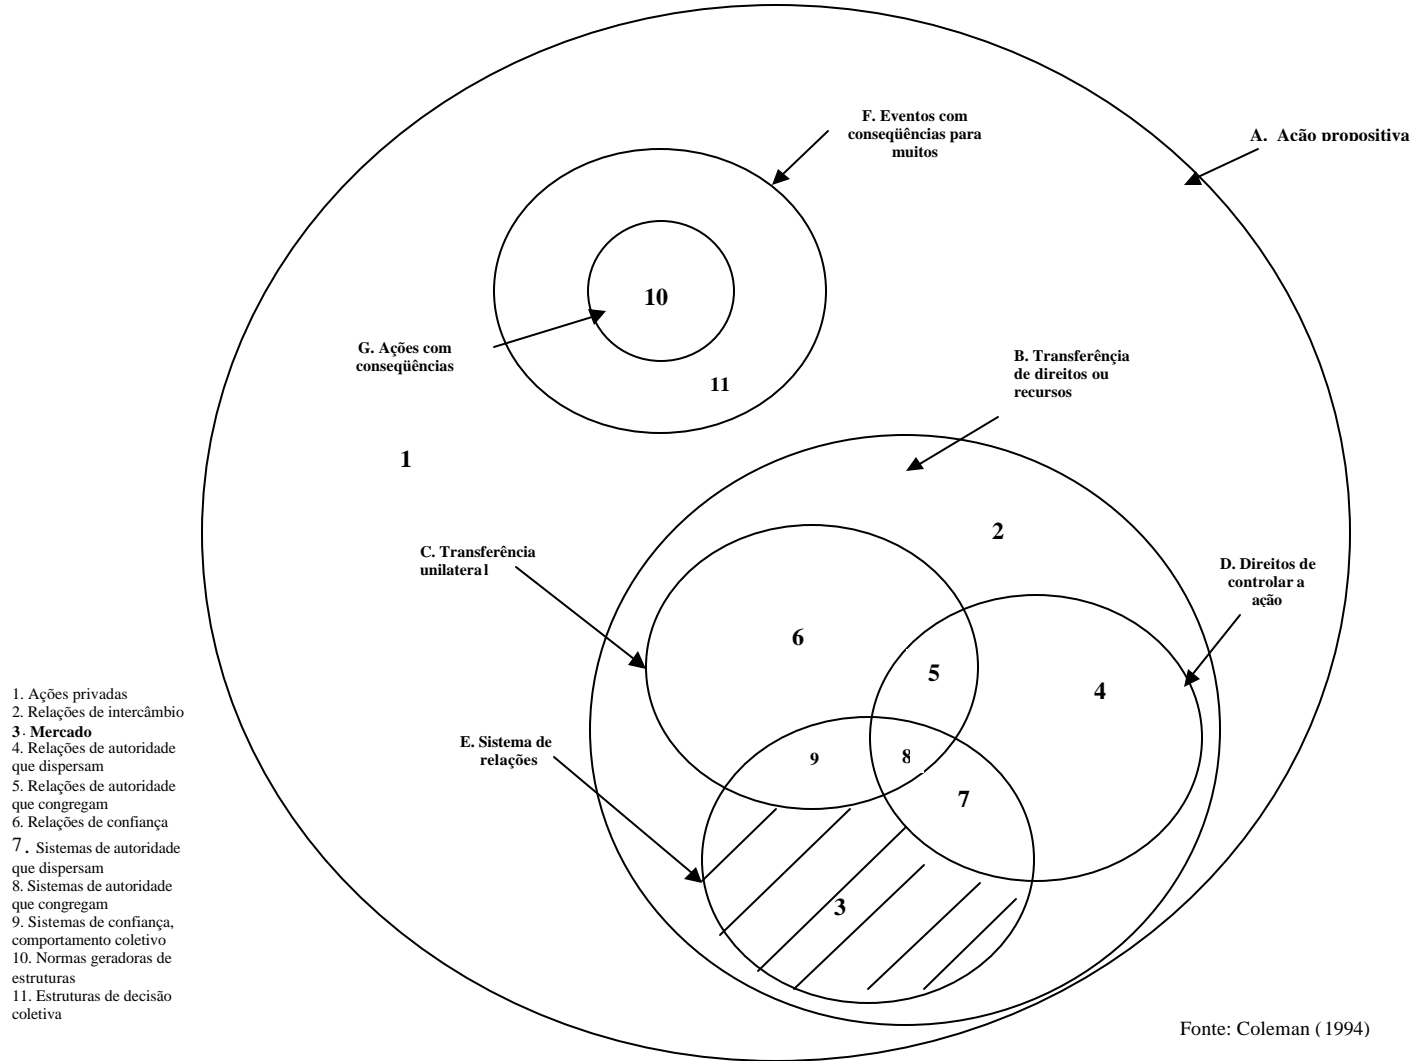 F. Eventos com
conseqüências para
muitos
A. Ação propositiva
10
G. Ações com
conseqüências
11
B. Transferênçia
de direitos ou
recursos
1
2
C. Transferência
unilateral
D. Direitos de
controlar a
ação
6
5
4
E. Sistema de
relações
9
8
7
3
1. Ações privadas
2. Relações de intercâmbio
3. Mercado
4. Relações de autoridade
que dispersam
5. Relações de autoridade
que congregam
6. Relações de confiança
7. Sistemas de autoridade
que dispersam
8. Sistemas de autoridade
que congregam
9. Sistemas de confiança,
comportamento coletivo
10. Normas geradoras de
estruturas
11. Estruturas de decisão
coletiva
Fonte: Coleman (1994)